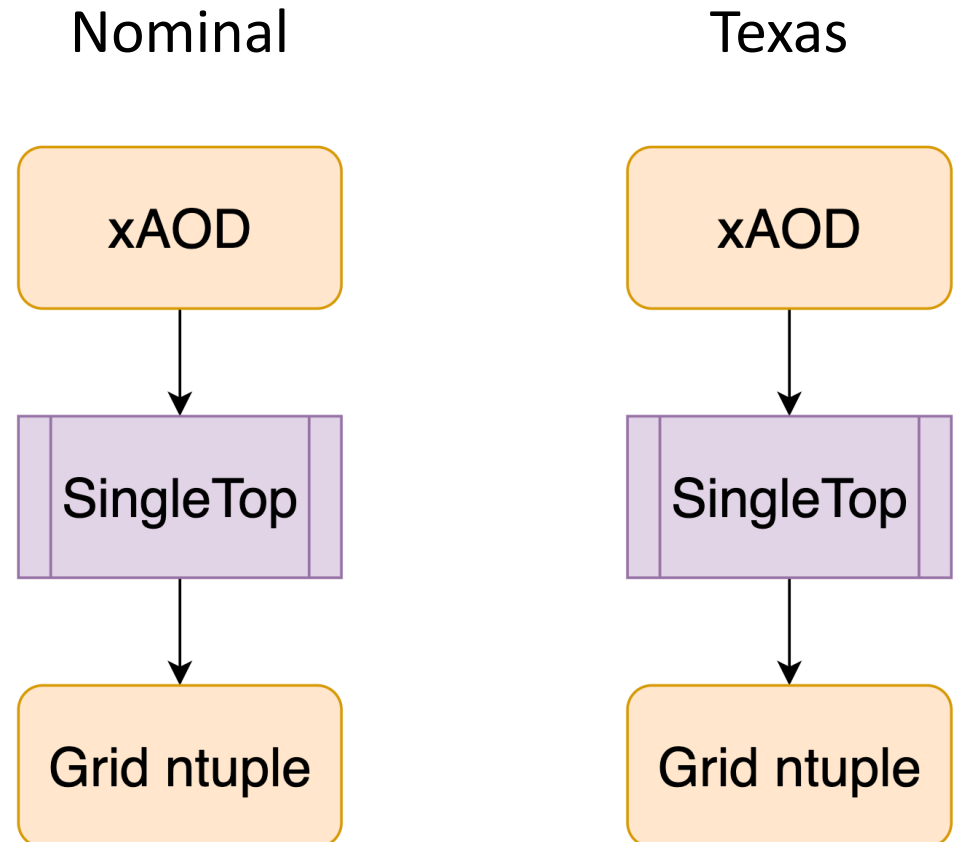 Nominal
Texas
xAOD
xAOD
SingleTop
SingleTop
Grid ntuple
Grid ntuple